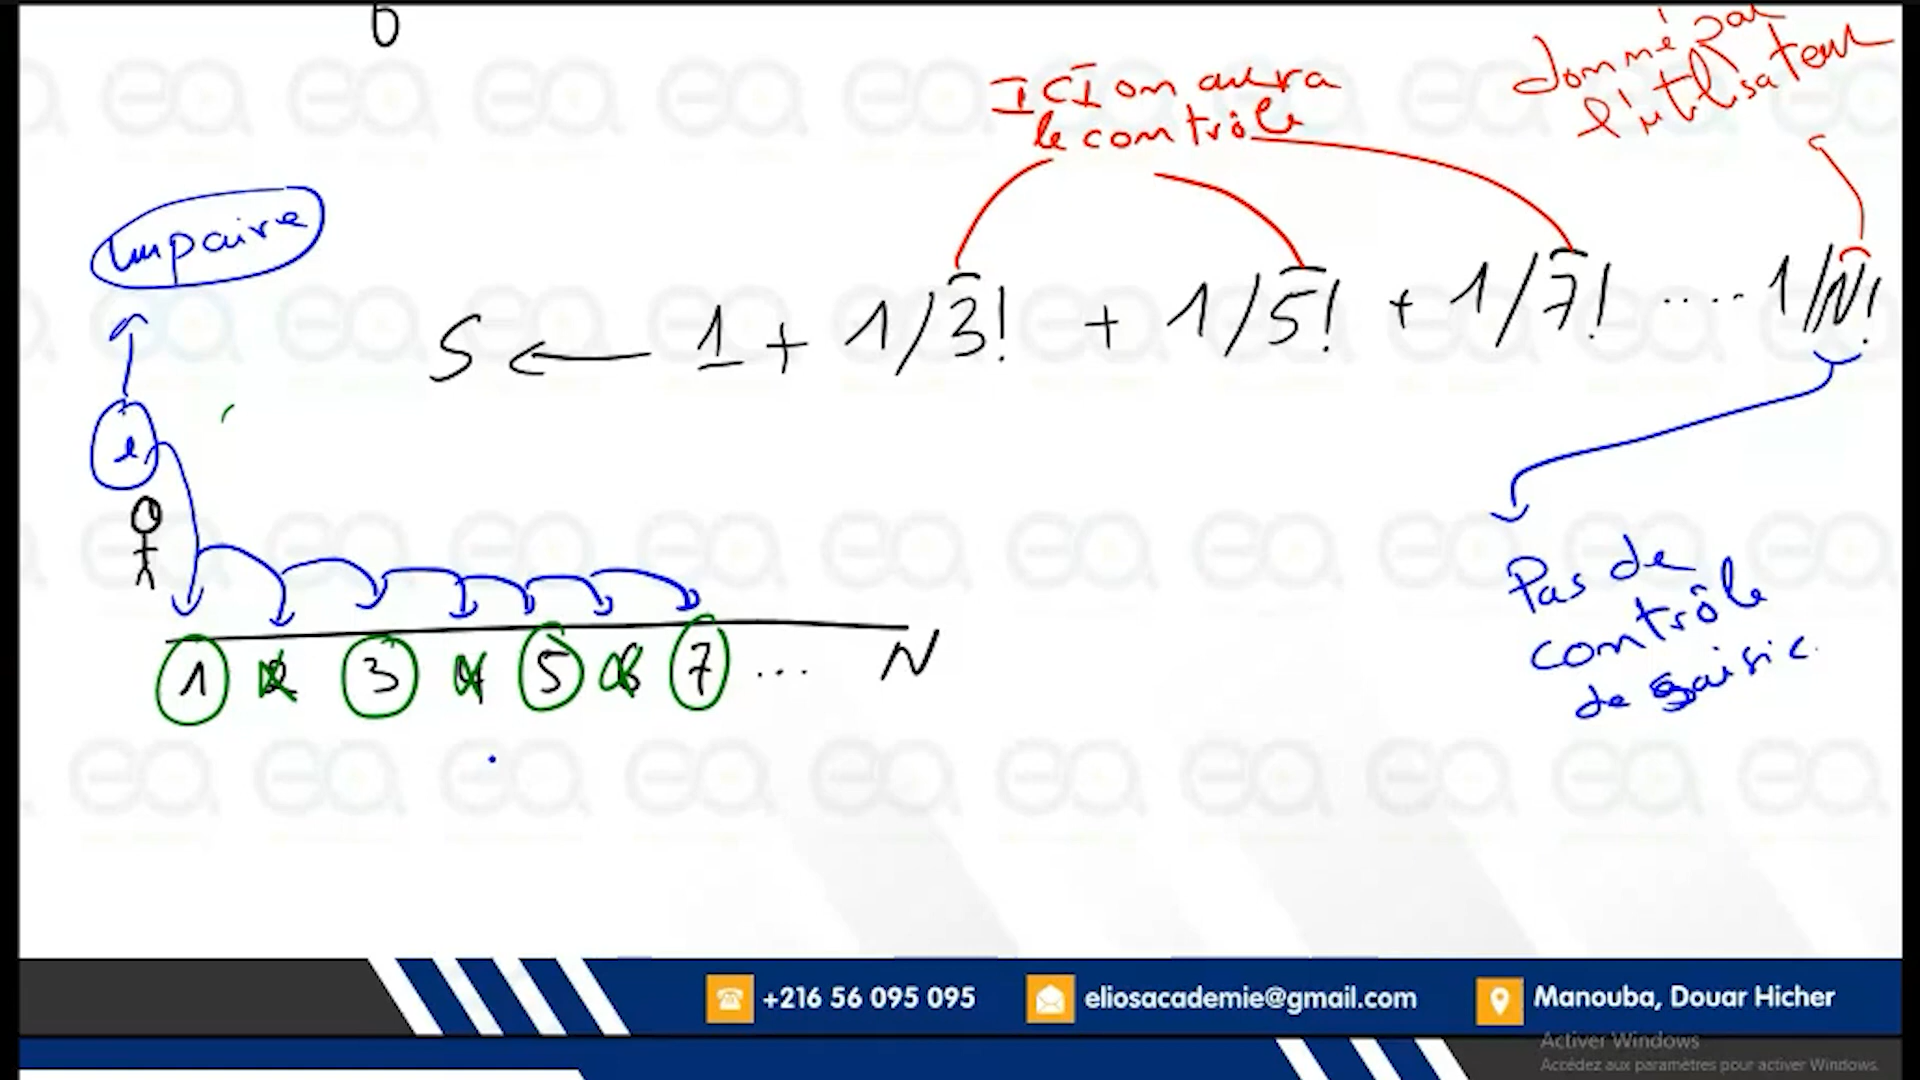 0
donné par
l'utilisateur
ICI on aura
le contrôle
Impaire
S ← 1 + 1/3! + 1/5! + 1/7! .... 1/N!
i
1 2 3 4 5 6 7 ... N
Pas de
contrôle
de saisie.
+216 56 095 095
eliosacademie@gmail.com
Manouba, Douar Hicher
Activer Windows
Accédez aux paramètres pour activer Windows.